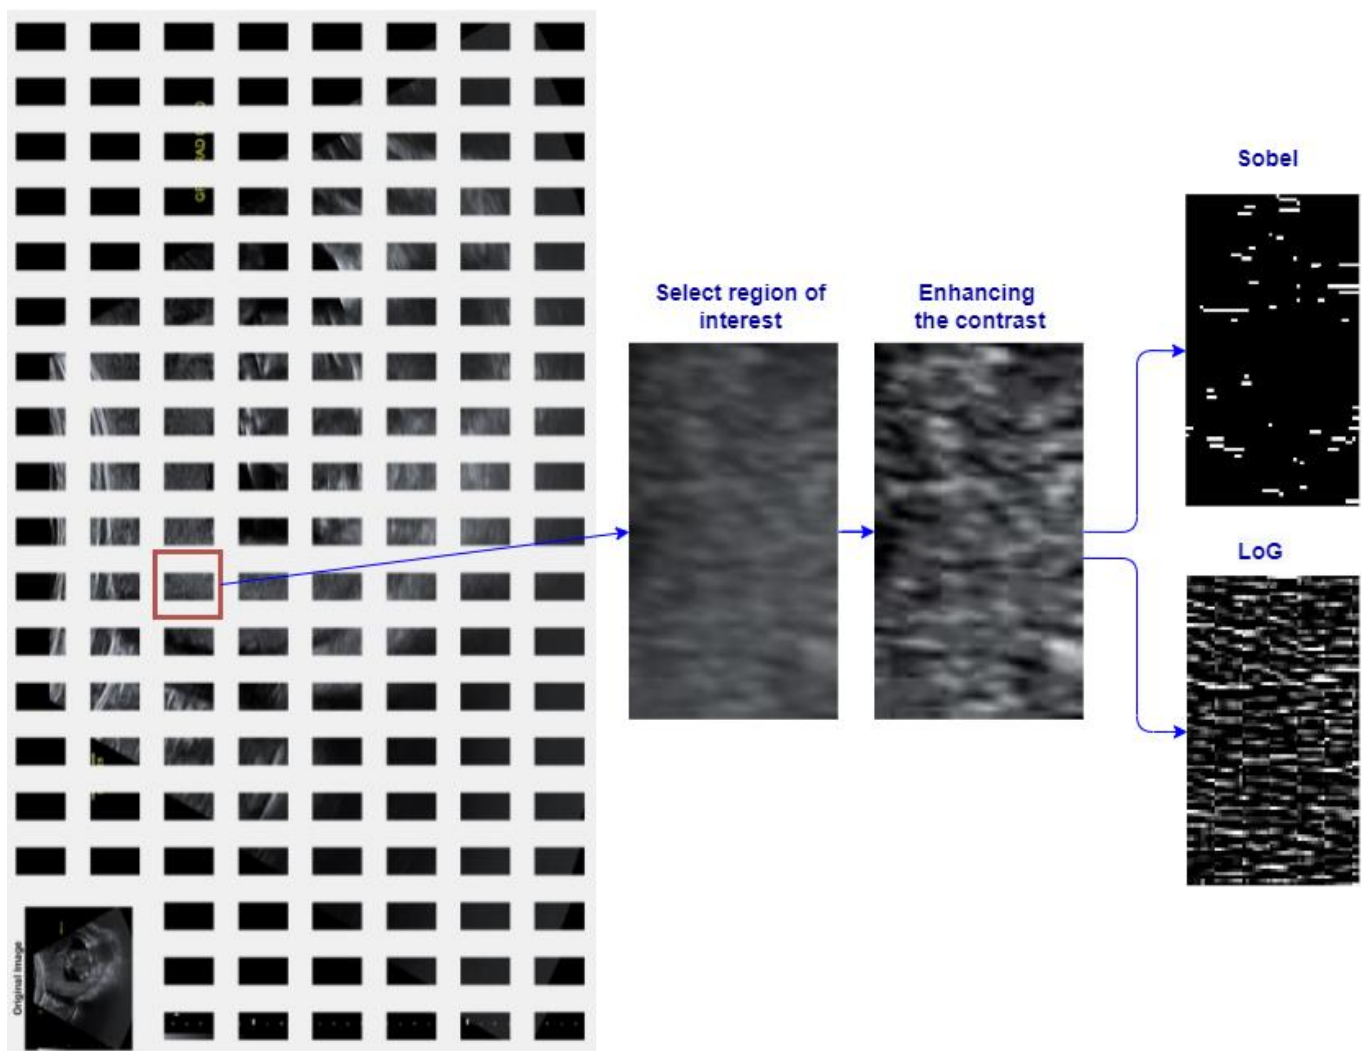 Sobel
Select region of
interest
Enhancing
the contrast
LoG
Original Image